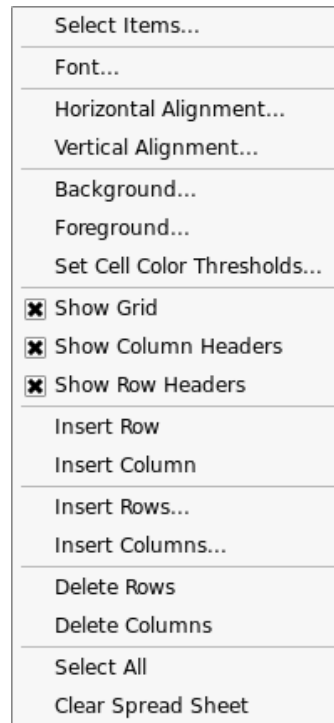 Select Items...
Font...
Horizontal Alignment...
Vertical Alignment...
Background...
Foreground...
Set Cell Color Thresholds...
Show Grid
Show Column Headers
Show Row Headers
Insert Row
Insert Column
Insert Rows...
Insert Columns...
Delete Rows
Delete Columns
Select All
Clear Spread Sheet